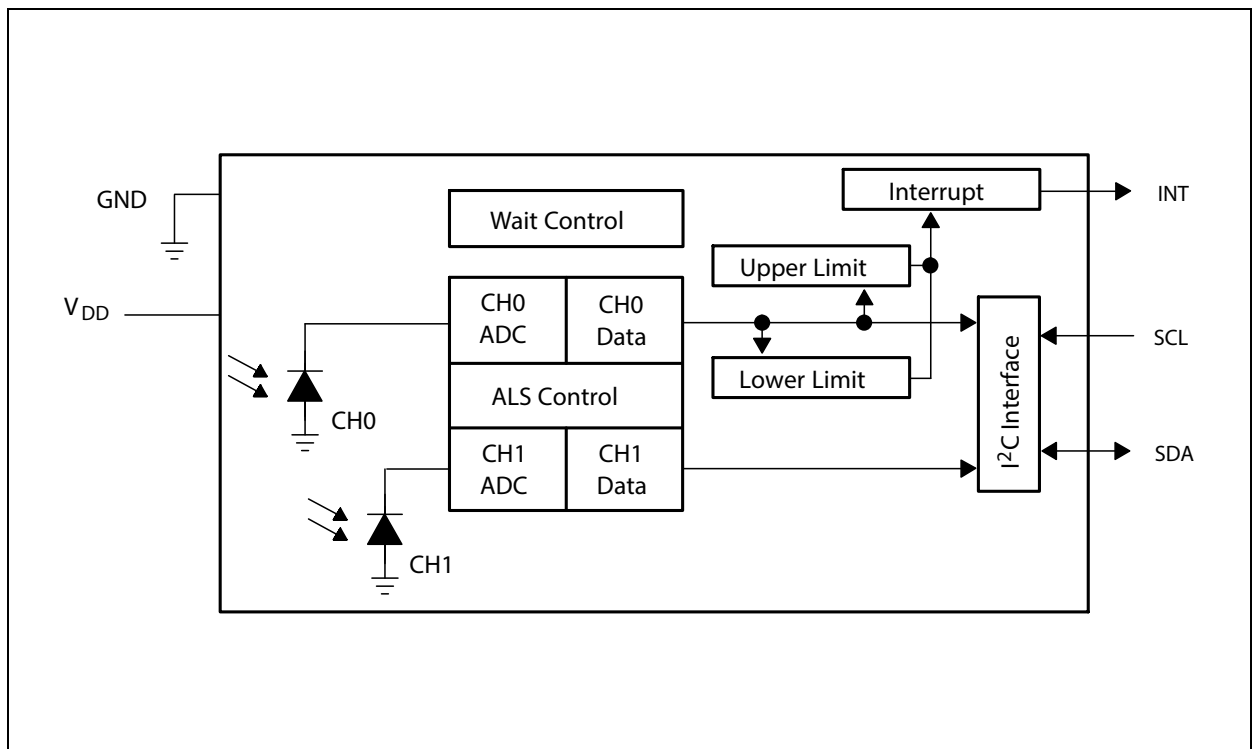 GND
VDD
Wait Control
CH0
ADC
CH0
Data
ALS Control
CH1
ADC
CH1
Data
CH0
CH1
Interrupt
Upper Limit
Lower Limit
I²C Interface
INT
SCL
SDA